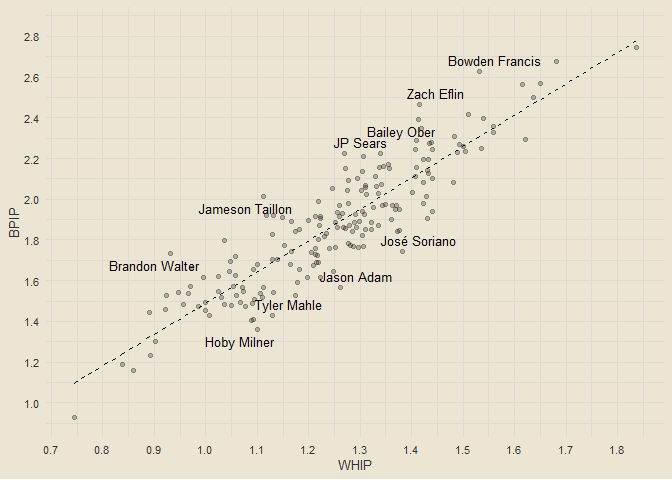 2.8
2.6
2.4
2.2
2.0
1.8
1.6
1.4
1.2
1.0
BPIP
Bowden Francis
Zach Eflin
Bailey Ober
JP Sears
Jameson Taillon
José Soriano
Brandon Walter
Jason Adam
Tyler Mahle
Hoby Milner
0.7 0.8 0.9 1.0 1.1 1.2 1.3 1.4 1.5 1.6 1.7 1.8
WHIP